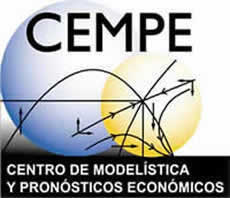 CEMPE
CENTRO DE MODELÍSTICA
Y PRONÓSTICOS ECONÓMICOS